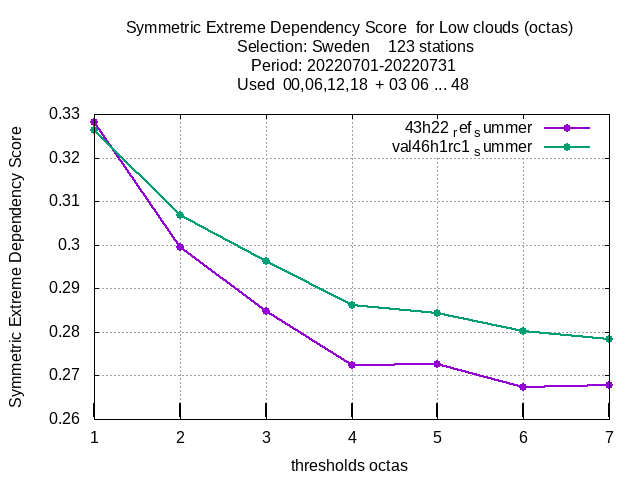 Symmetric Extreme Dependency Score for Low clouds (octas)
Selection: Sweden 123 stations
Period: 20220701-20220731
Used 00,06,12,18 + 03 06 ... 48
43h22 ref summer
val46h1rc1 summer
Symmetric Extreme Dependency Score
0.33
0.32
0.31
0.3
0.29
0.28
0.27
0.26
1 2 3 4 5 6 7
thresholds octas